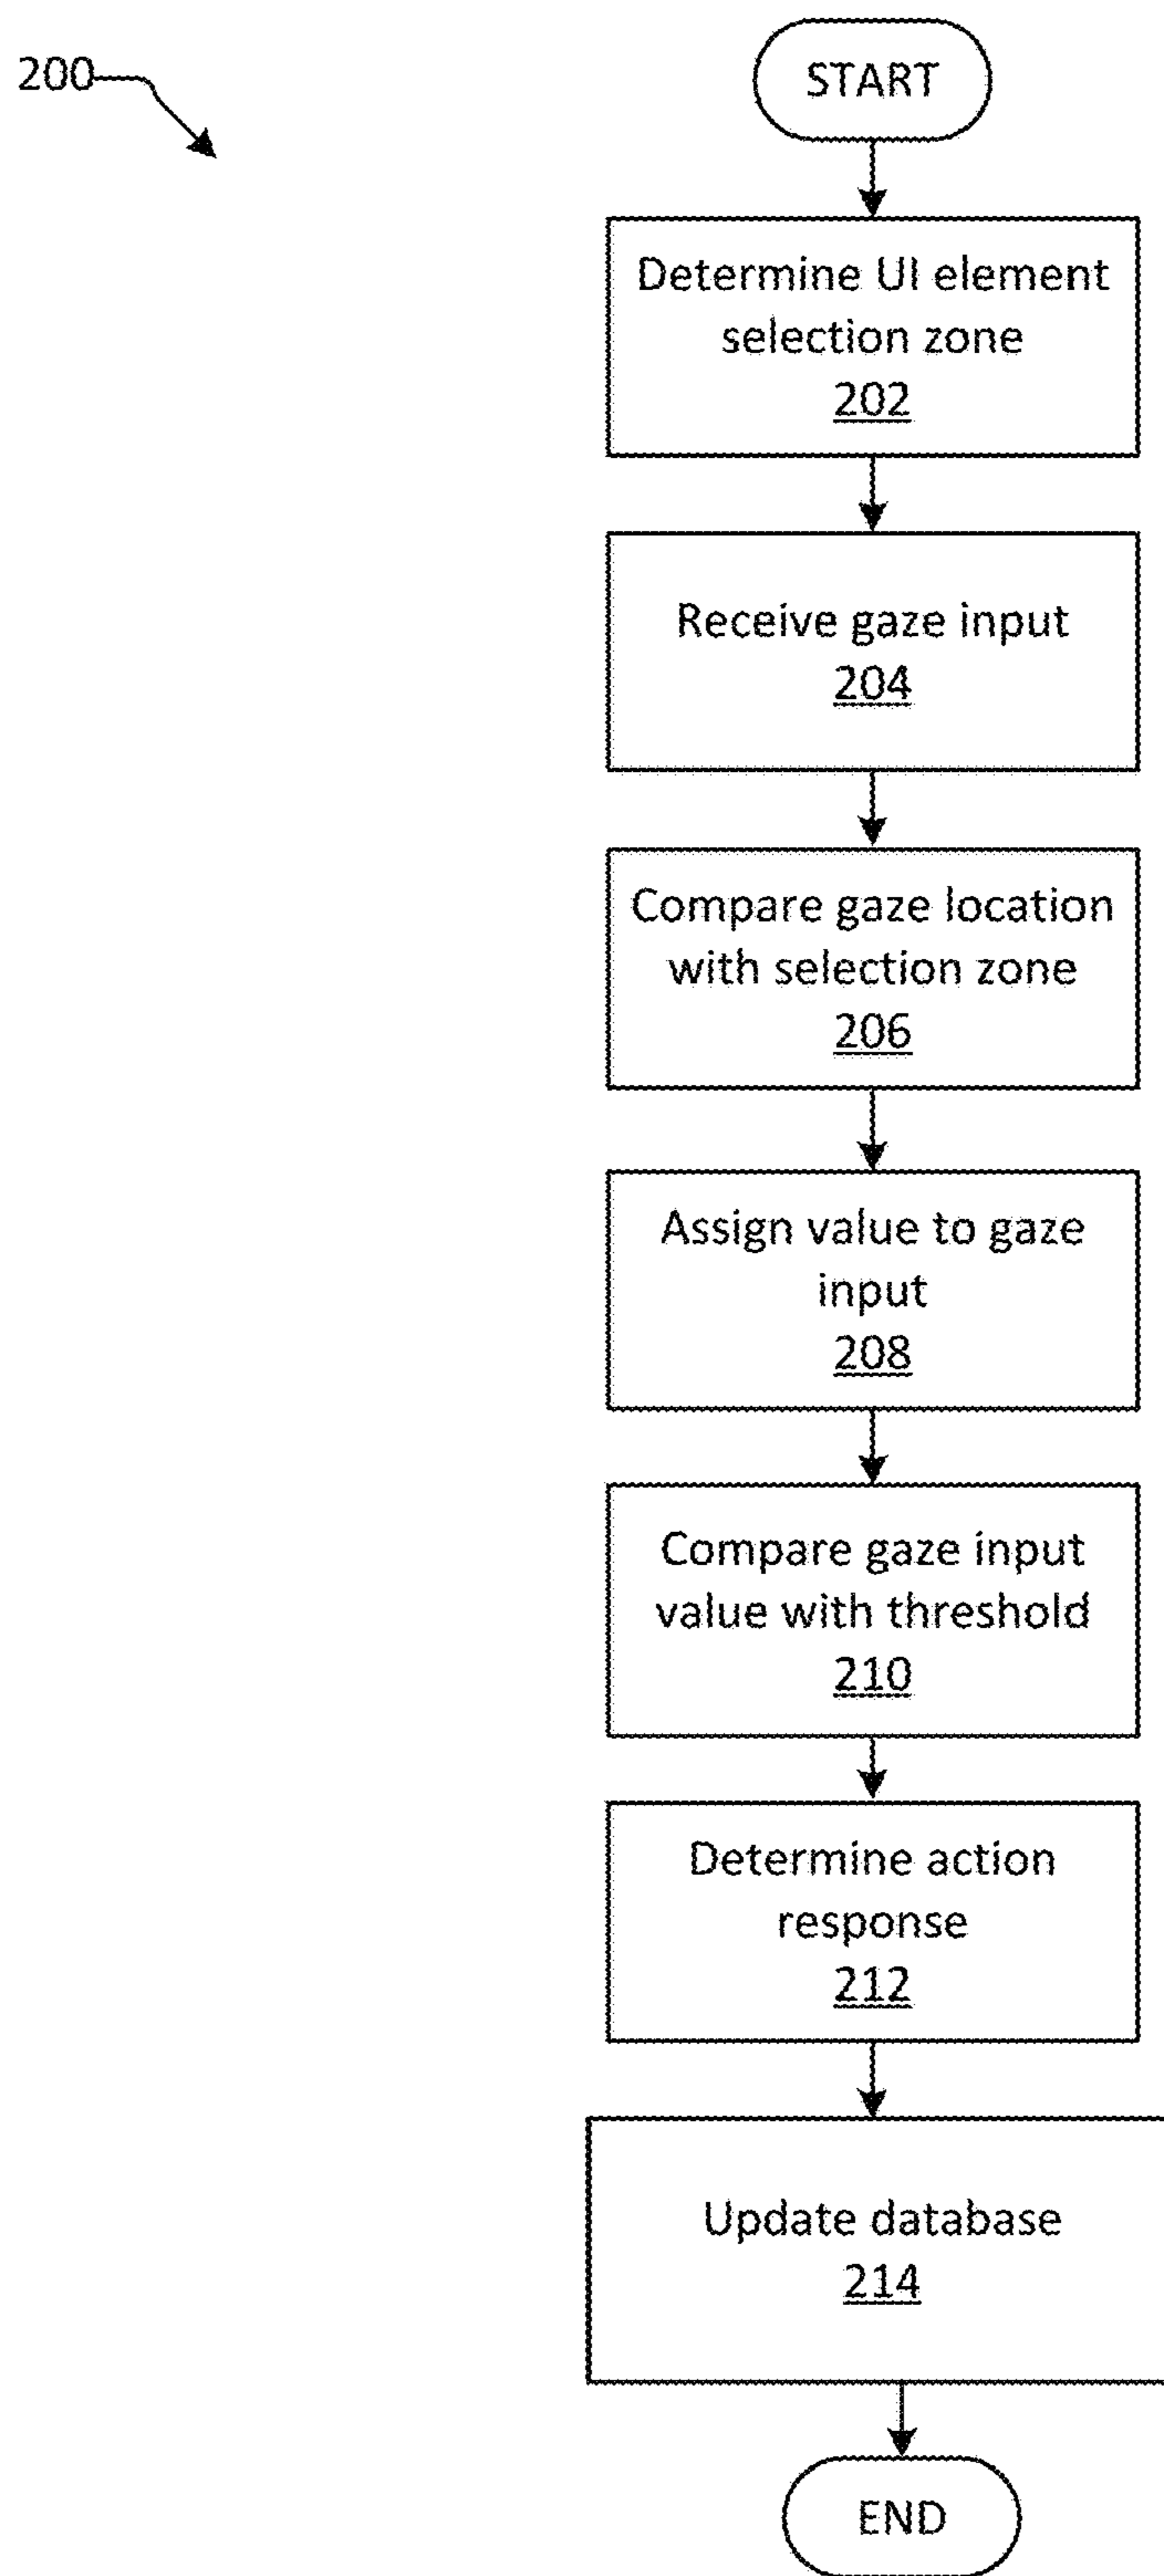 200
START
Determine UI element
selection zone
202
Receive gaze input
204
Compare gaze location
with selection zone
206
Assign value to gaze
input
208
Compare gaze input
value with threshold
210
Determine action
response
212
Update database
214
END